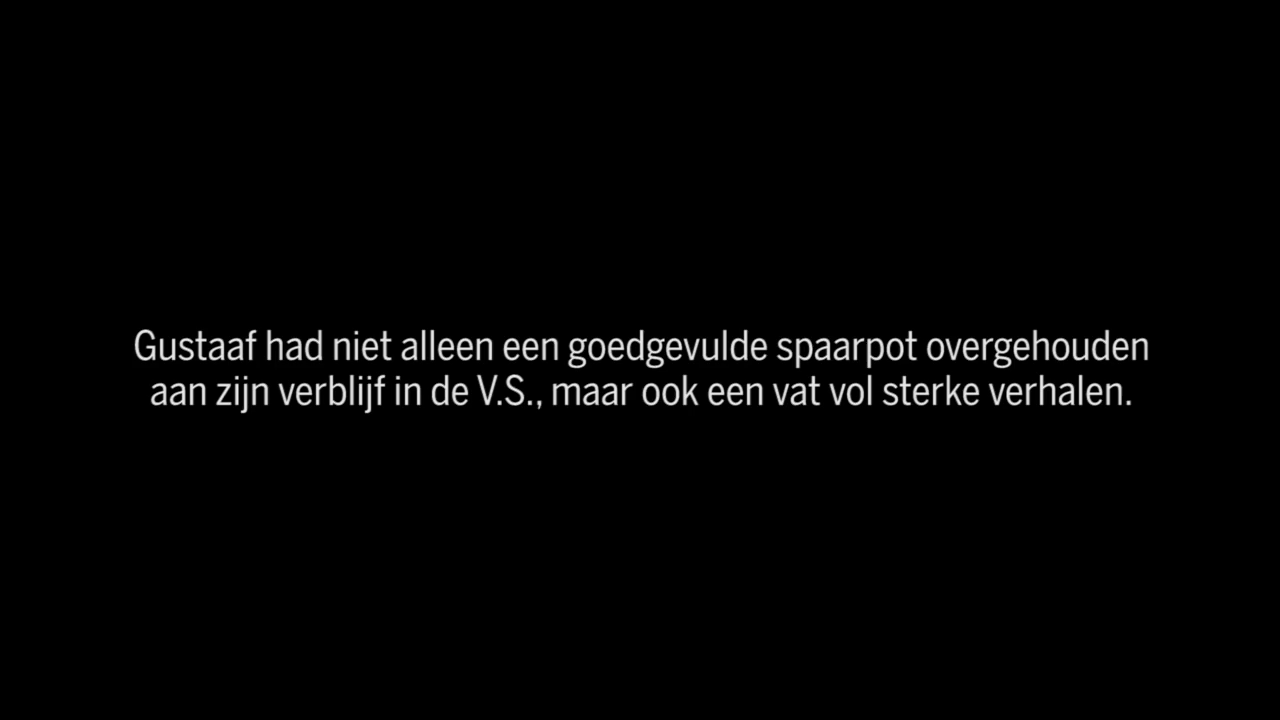 Gustaaf had niet alleen een goedgevulde spaarpot overgehouden
aan zijn verblijf in de V.S., maar ook een vat vol sterke verhalen.